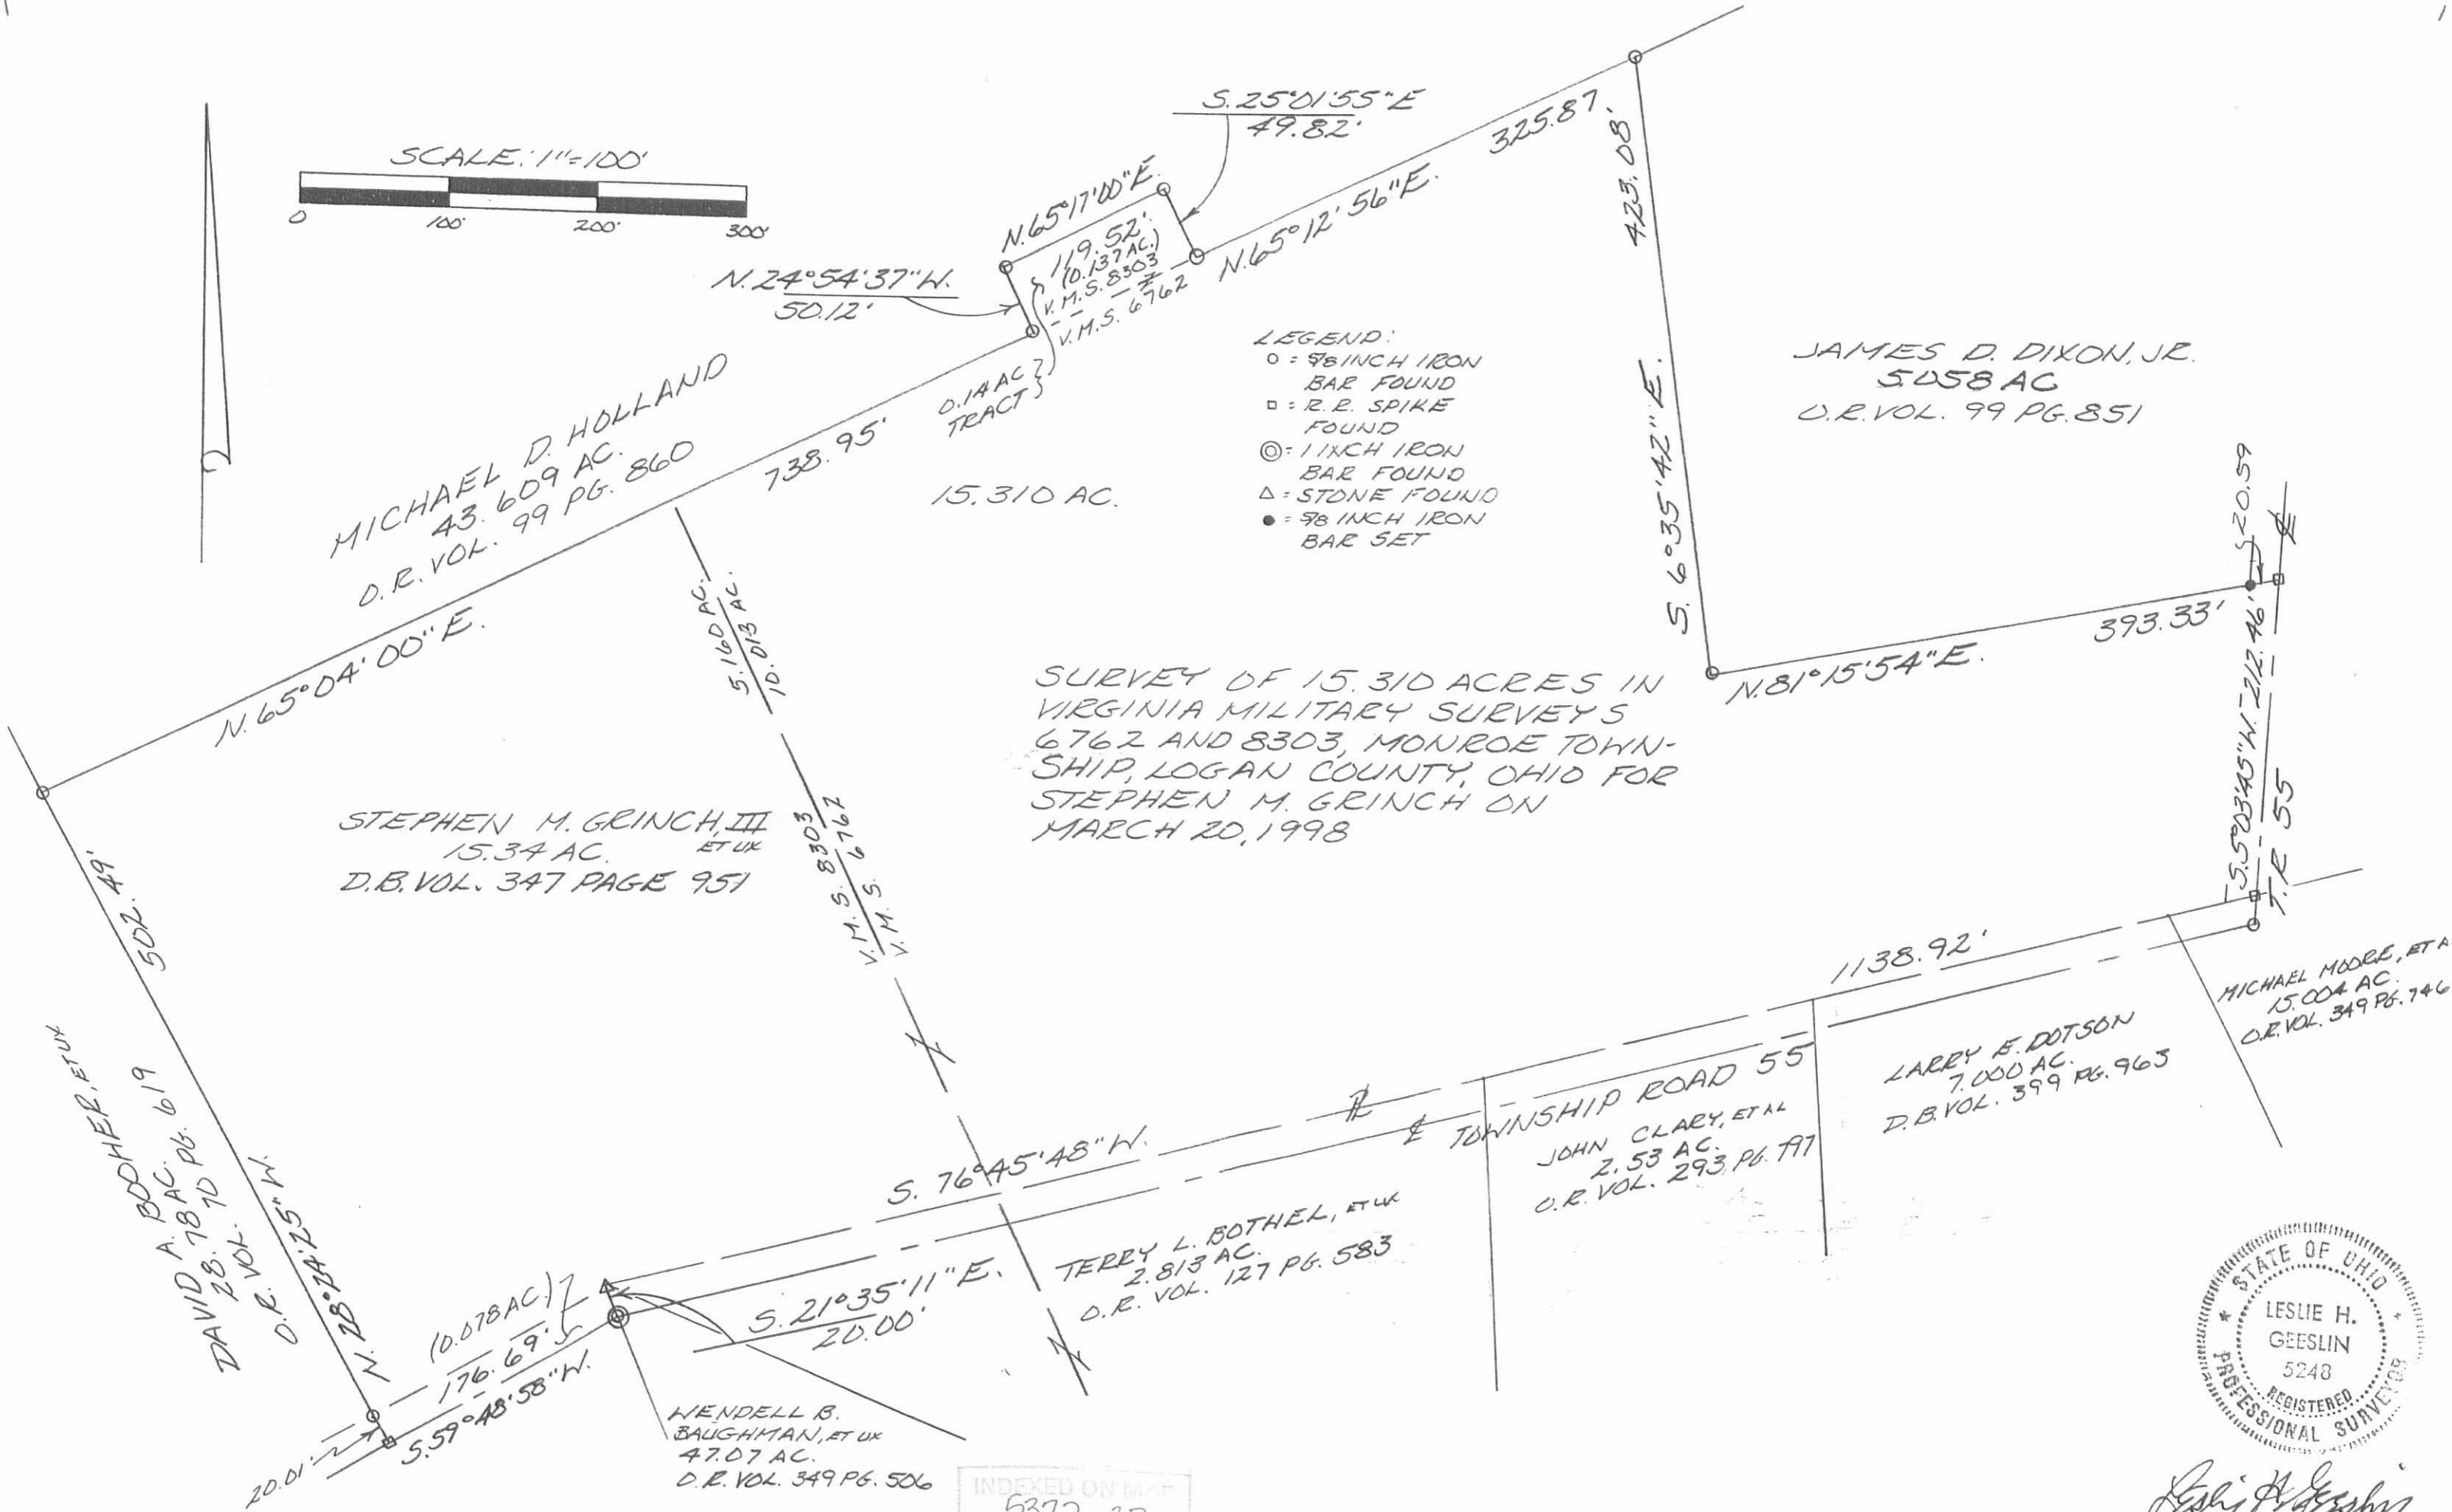 SCALE: 1"=100'
0 100' 200' 300'
S. 25°01'55"E
49.82'
N.65°17'00"E.
119.52'
(0.137 AC.)
V.M.S. 8303
V.M.S. 6762
N. 24°54'37"W.
50.12'
N.65°12'56"E.
325.87'
423.08'
S. 6°35'42"E.
LEGEND:
○ = 5/8 INCH IRON
BAR FOUND
□ = R.R. SPIKE
FOUND
◎ = 1 INCH IRON
BAR FOUND
△ = STONE FOUND
● = 5/8 INCH IRON
BAR SET
JAMES D. DIXON, JR.
5.058 AC
O.R. VOL. 99 PG. 851
MICHAEL D. HOLLAND
43.609 AC.
O.R. VOL. 99 PG. 860
738.95'
0.14 AC
TRACT
15.310 AC.
N. 65°04'00"E.
5.160 AC.
10.013 AC.
20.59
393.33'
N.81°15'54"E.
S.5°03'45"W. 212.46'
T.R 55
SURVEY OF 15.310 ACRES IN
VIRGINIA MILITARY SURVEYS
6762 AND 8303, MONROE TOWN-
SHIP, LOGAN COUNTY, OHIO FOR
STEPHEN M. GRINCH ON
MARCH 20, 1998
STEPHEN M. GRINCH, III
ET UX
15.34 AC.
D.B. VOL. 347 PAGE 951
V.M.S. 8303
V.M.S. 6762
502.49'
N. 28°24'25"W.
DAVID A. BOOHER, ET UX
28.78 AC.
O.R. VOL. 70 PG. 619
1138.92'
S. 76°45'48"W.
℄ TOWNSHIP ROAD 55
MICHAEL MOORE, ET A
15.004 AC.
O.R. VOL. 349 PG. 746
LARRY E. DOTSON
7.000 AC.
D.B. VOL. 399 PG. 963
JOHN CLARY, ET AL
2.53 AC.
O.R. VOL. 293, PG. 797
TERRY L. BOTHEL, ET UX
2.813 AC.
O.R. VOL. 127 PG. 583
S. 21°35'11"E.
20.00'
(0.078 AC.)
176.69'
S.59°48'58"W.
20.01'
WENDELL B.
BAUGHMAN, ET UX
47.07 AC.
O.R. VOL. 349 PG. 506
INDEXED ON MAP
STATE OF OHIO
LESLIE H.
GEESLIN
5248
REGISTERED
PROFESSIONAL SURVEYOR
Leslie H Geeslin